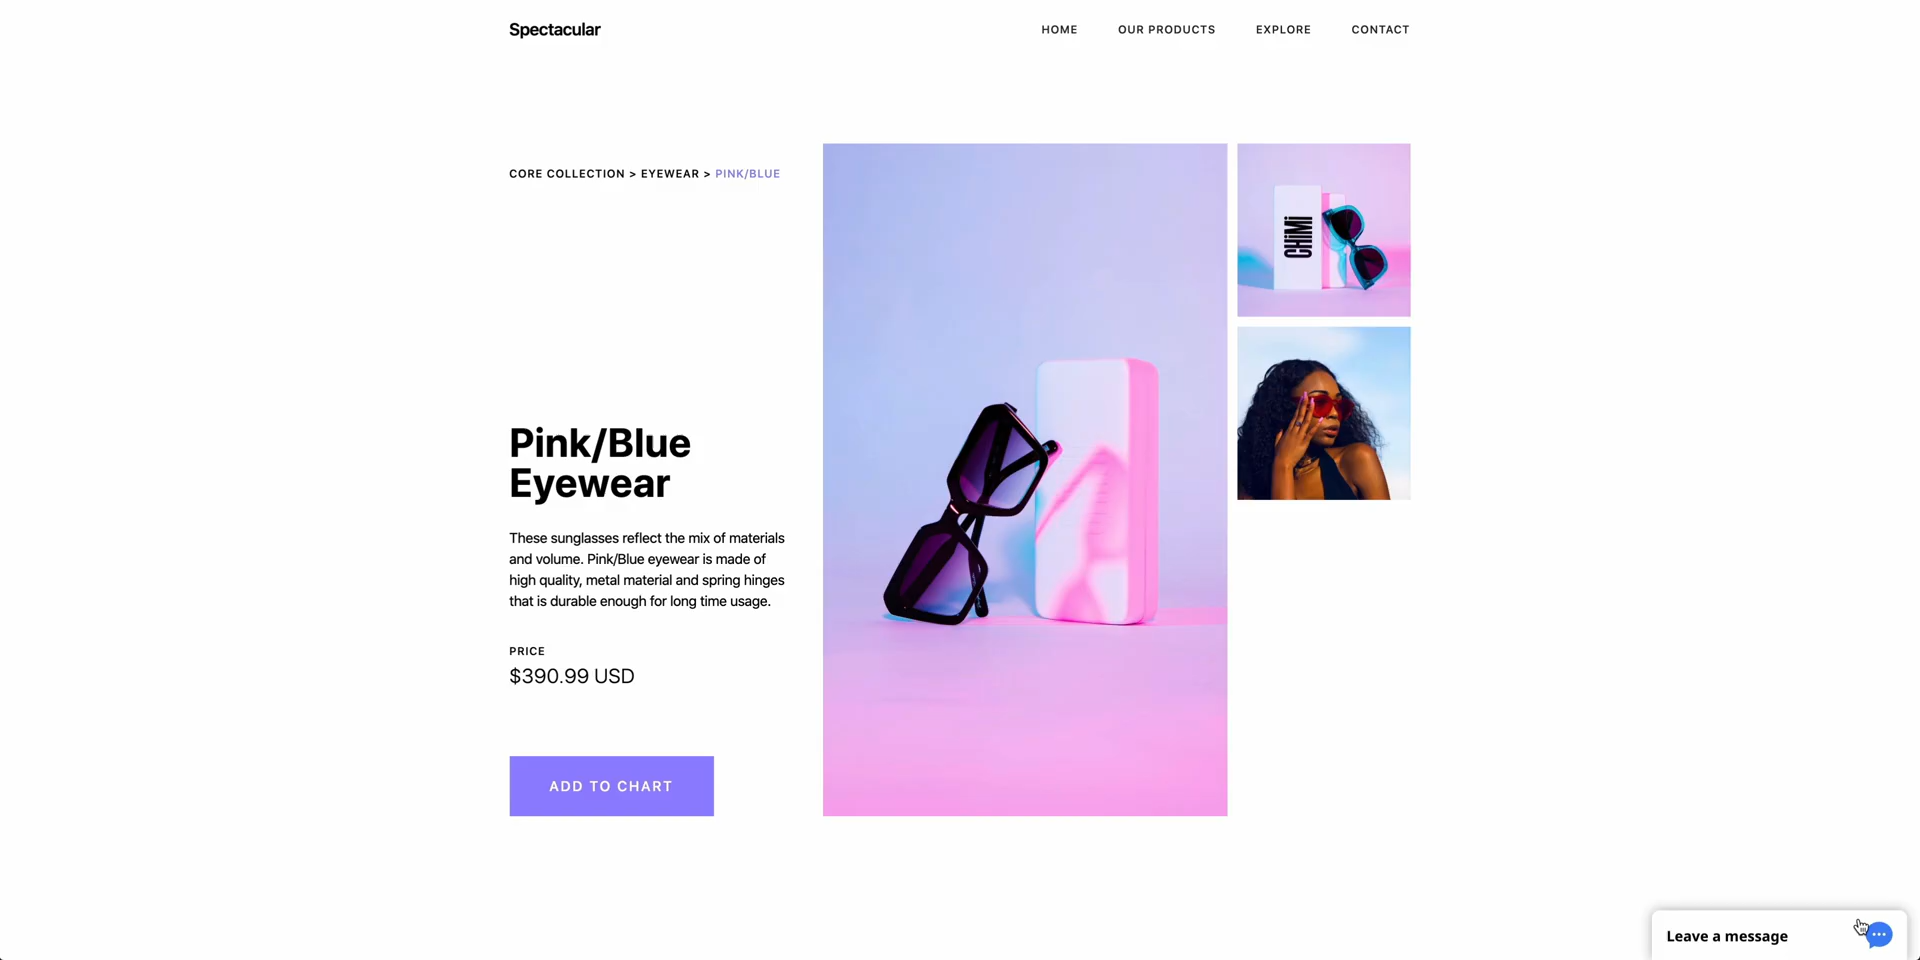 Spectacular
HOME
OUR PRODUCTS
EXPLORE
CONTACT
CORE COLLECTION > EYEWEAR > PINK/BLUE
CHiMi
Pink/Blue
Eyewear
These sunglasses reflect the mix of materials
and volume. Pink/Blue eyewear is made of
high quality, metal material and spring hinges
that is durable enough for long time usage.
PRICE
$390.99 USD
ADD TO CHART
Leave a message